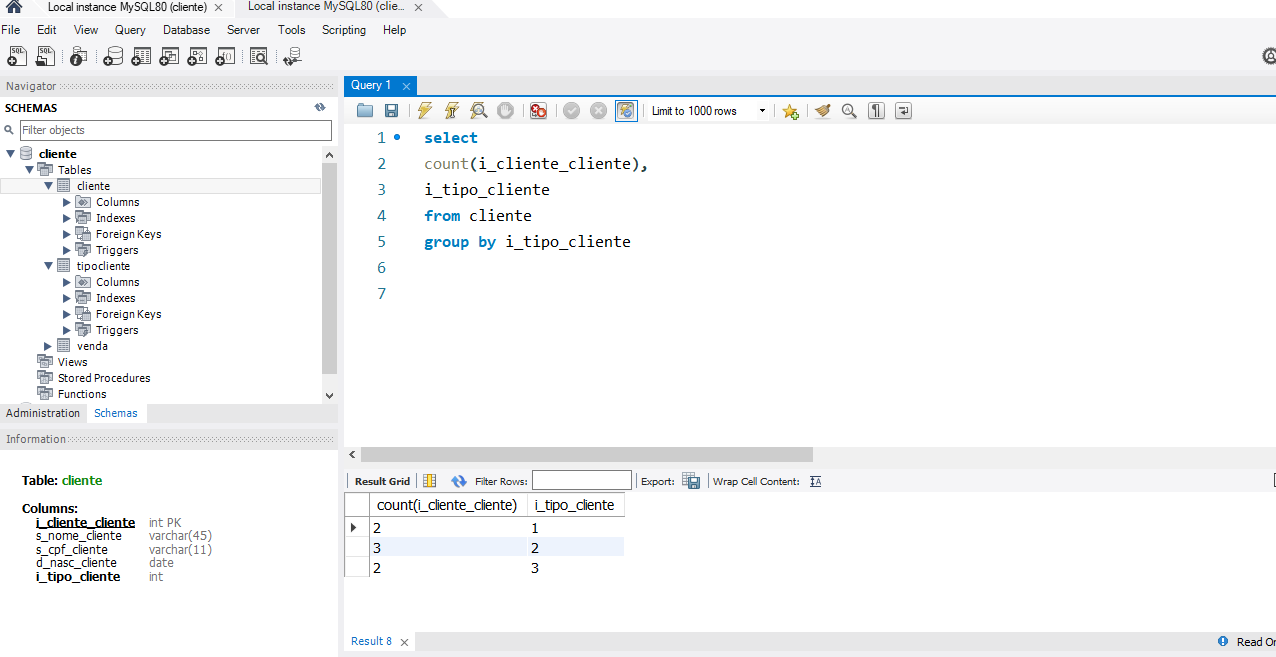 Local instance MySQL80 (cliente)
Local instance MySQL80 (clie...
File Edit View Query Database Server Tools Scripting Help
Navigator
SCHEMAS
Filter objects
cliente
Tables
cliente
Columns
Indexes
Foreign Keys
Triggers
tipocliente
Columns
Indexes
Foreign Keys
Triggers
venda
Views
Stored Procedures
Functions
Administration Schemas
Information
Table: cliente
Columns:
i_cliente_cliente int PK
s_nome_cliente varchar(45)
s_cpf_cliente varchar(11)
d_nasc_cliente date
i_tipo_cliente int
Query 1
Limit to 1000 rows
1 select
2 count(i_cliente_cliente),
3 i_tipo_cliente
4 from cliente
5 group by i_tipo_cliente
6
7
Result Grid Filter Rows: Export: Wrap Cell Content:
count(i_cliente_cliente) i_tipo_cliente
2 1
3 2
2 3
Result 8
Read On